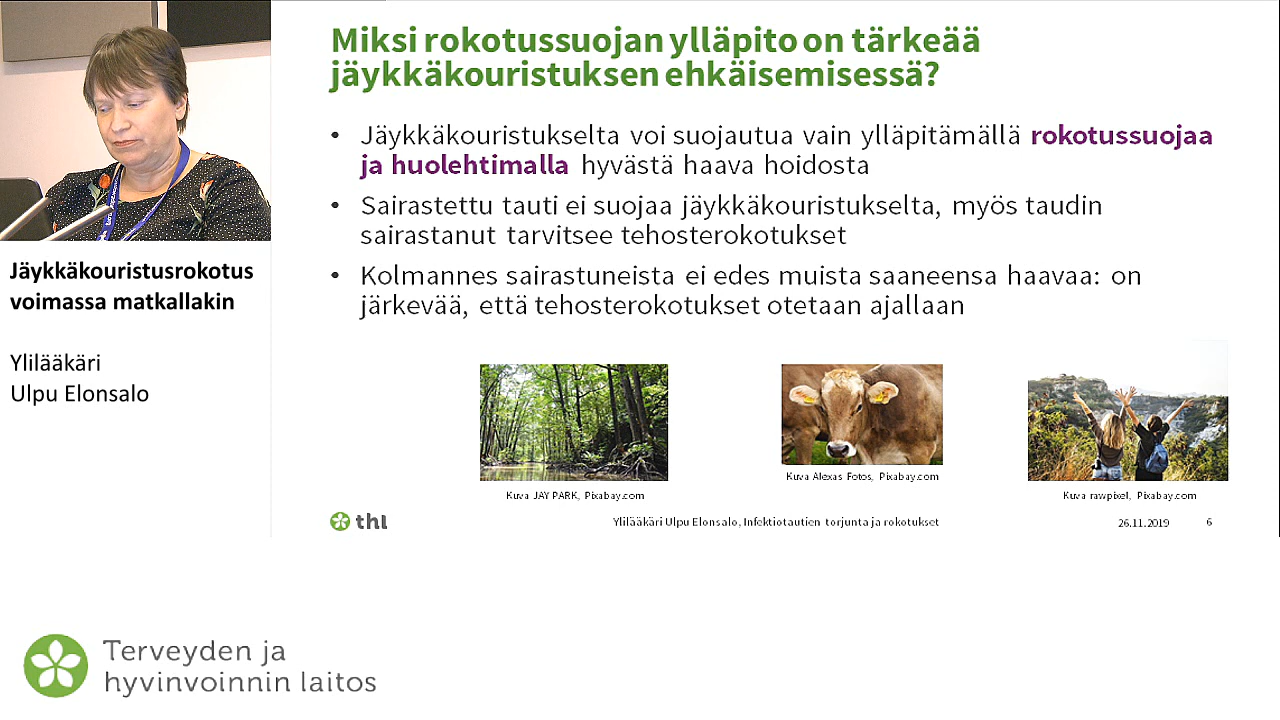 Miksi rokotussuojan ylläpito on tärkeää
jäykkäkouristuksen ehkäisemisessä?
• Jäykkäkouristukselta voi suojautua vain ylläpitämällä rokotussuojaa
ja huolehtimalla hyvästä haava hoidosta
• Sairastettu tauti ei suojaa jäykkäkouristukselta, myös taudin
sairastanut tarvitsee tehosterokotukset
• Kolmannes sairastuneista ei edes muista saaneensa haavaa: on
järkevää, että tehosterokotukset otetaan ajallaan
Jäykkäkouristusrokotus
voimassa matkallakin
Ylilääkäri
Ulpu Elonsalo
Kuva JAY PARK, Pixabay.com
Kuva Alexas Fotos, Pixabay.com
Kuva rawpixel, Pixabay.com
thl
Ylilääkäri Ulpu Elonsalo, Infektiotautien torjunta ja rokotukset
26.11.2019
6
Terveyden ja
hyvinvoinnin laitos